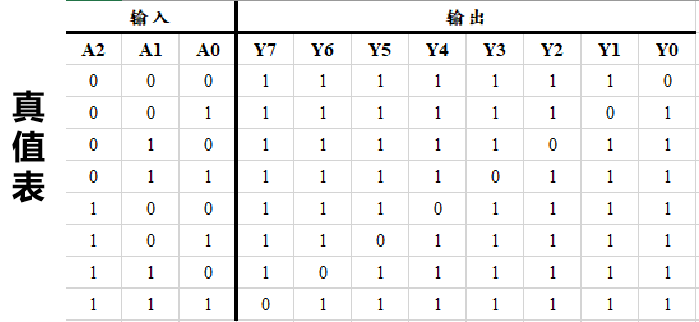 真值表
输入 输出
A2 A1 A0 Y7 Y6 Y5 Y4 Y3 Y2 Y1 Y0
0 0 0 1 1 1 1 1 1 1 0
0 0 1 1 1 1 1 1 1 0 1
0 1 0 1 1 1 1 1 0 1 1
0 1 1 1 1 1 1 0 1 1 1
1 0 0 1 1 1 0 1 1 1 1
1 0 1 1 1 0 1 1 1 1 1
1 1 0 1 0 1 1 1 1 1 1
1 1 1 0 1 1 1 1 1 1 1